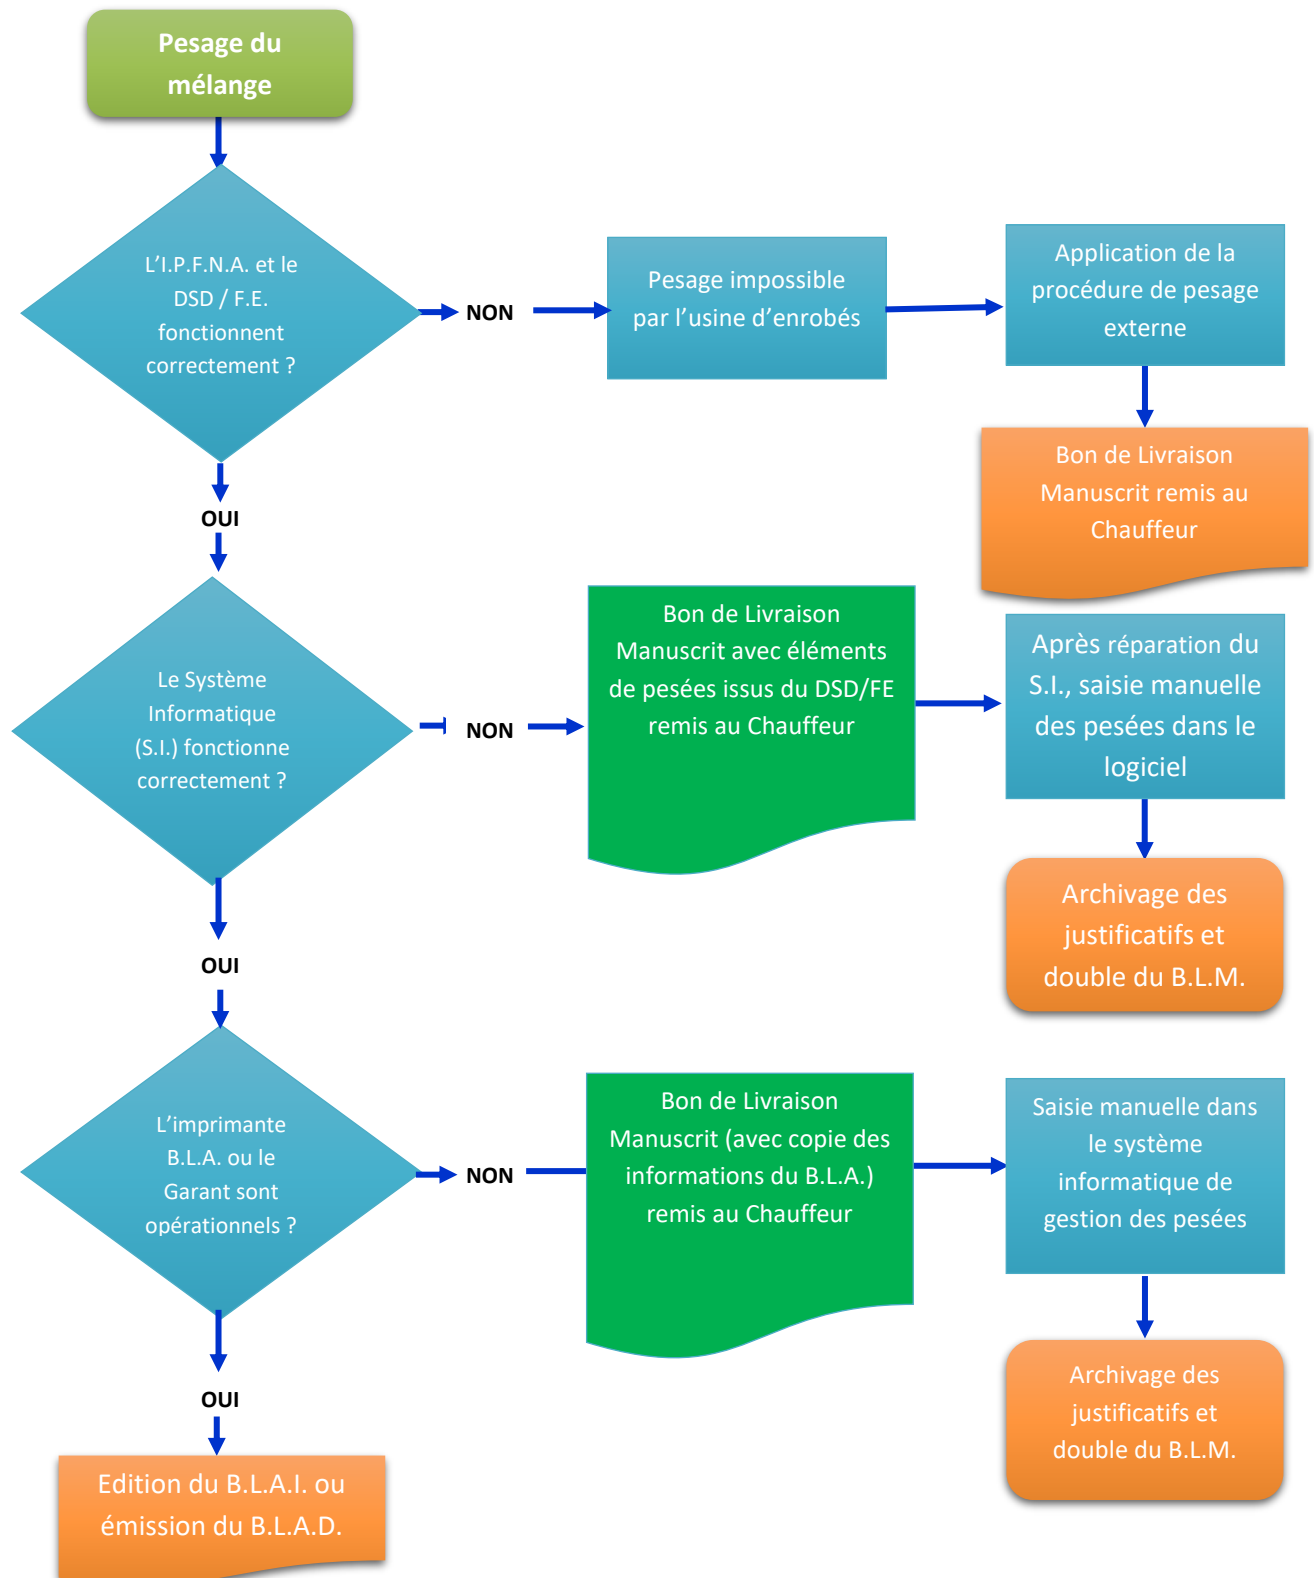 Pesage du
mélange
L'I.P.F.N.A. et le
DSD / F.E.
fonctionnent
correctement ?
NON
Pesage impossible
par l'usine d'enrobés
Application de la
procédure de pesage
externe
Bon de Livraison
Manuscrit remis au
Chauffeur
OUI
Le Système
Informatique
(S.I.) fonctionne
correctement ?
NON
Bon de Livraison
Manuscrit avec éléments
de pesées issus du DSD/FE
remis au Chauffeur
Après réparation du
S.I., saisie manuelle
des pesées dans le
logiciel
Archivage des
justificatifs et
double du B.L.M.
OUI
L'imprimante
B.L.A. ou le
Garant sont
opérationnels ?
NON
Bon de Livraison
Manuscrit (avec copie des
informations du B.L.A.)
remis au Chauffeur
Saisie manuelle dans
le système
informatique de
gestion des pesées
Archivage des
justificatifs et
double du B.L.M.
OUI
Edition du B.L.A.I. ou
émission du B.L.A.D.